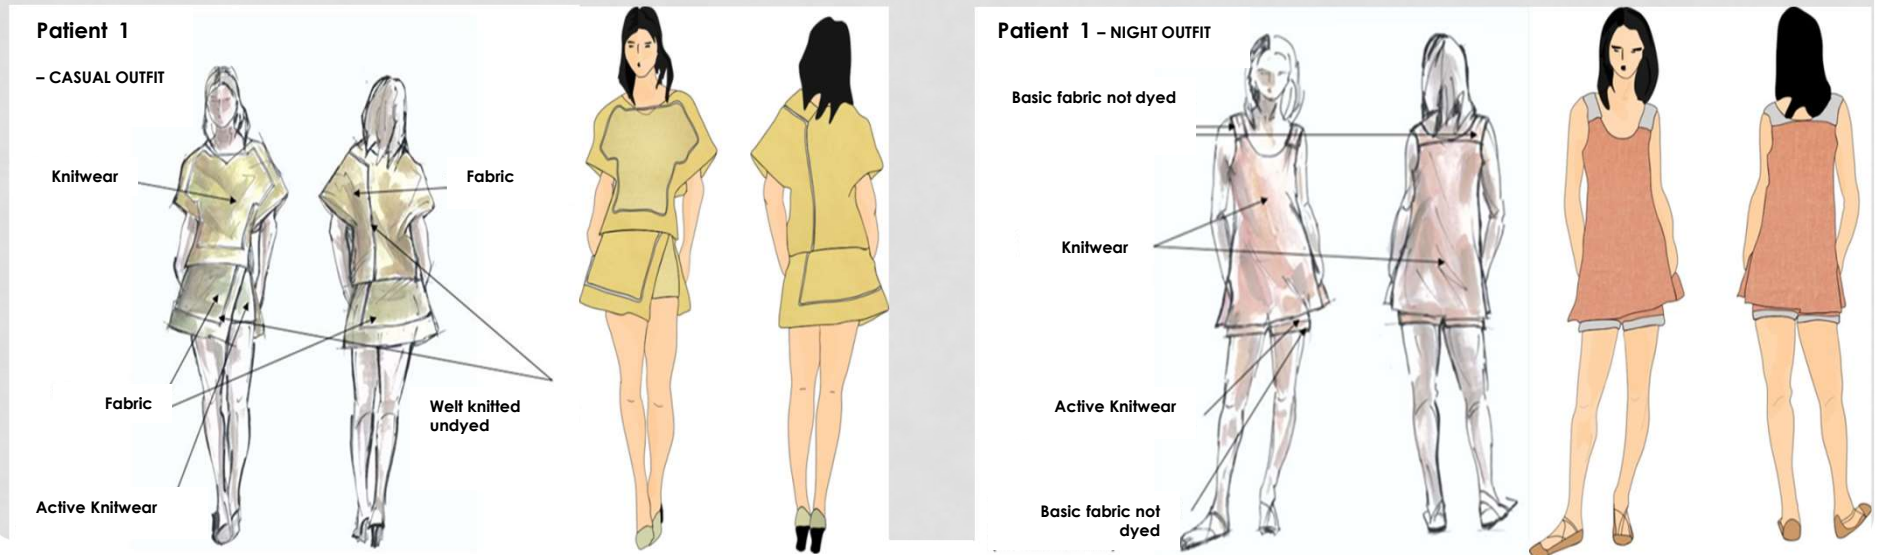 Patient 1
– CASUAL OUTFIT
Knitwear
Fabric
Fabric
Welt knitted
undyed
Active Knitwear
Patient 1 – NIGHT OUTFIT
Basic fabric not dyed
Knitwear
Active Knitwear
Basic fabric not
dyed